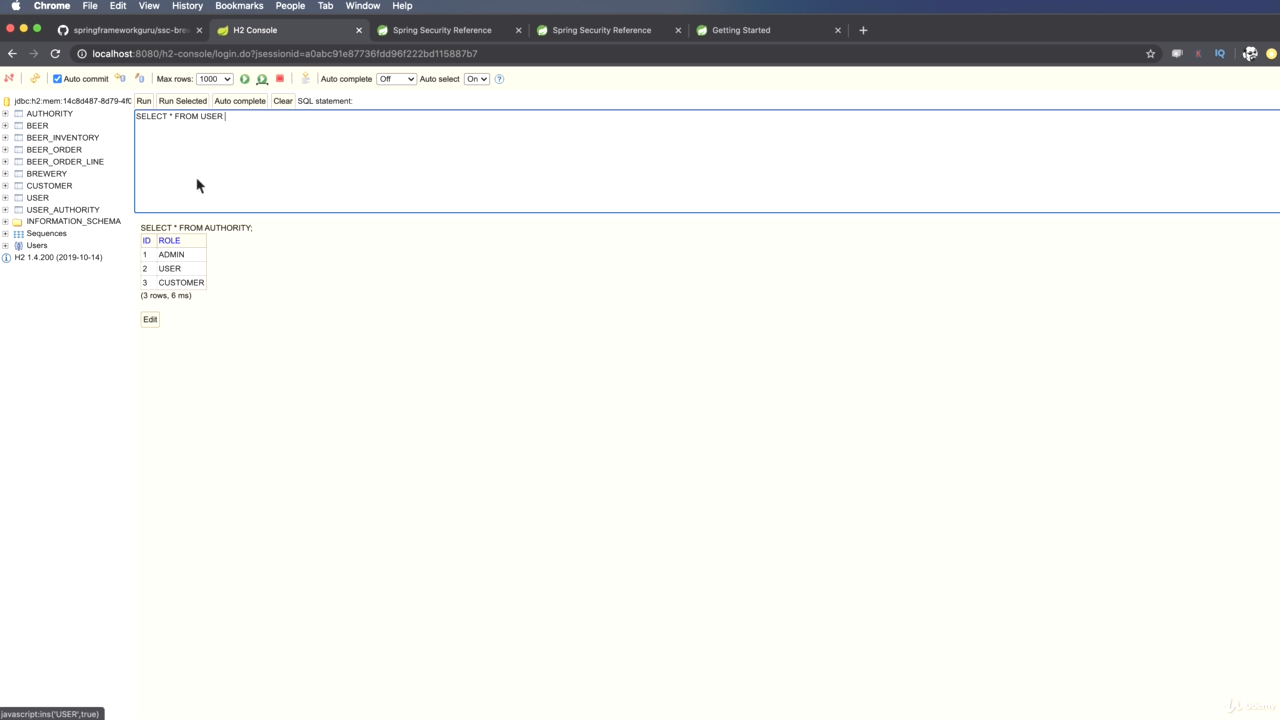 Chrome File Edit View History Bookmarks People Tab Window Help
springframeworkguru/ssc-brew
H2 Console
Spring Security Reference
Spring Security Reference
Getting Started
localhost:8080/h2-console/login.do?jsessionid=a0abc91e87736fdd96f222bd115887b7
K IQ
Auto commit Max rows: 1000 Auto complete Off Auto select On
jdbc:h2:mem:14c8d487-8d79-4f0
Run Run Selected Auto complete Clear SQL statement:
AUTHORITY
BEER
BEER_INVENTORY
BEER_ORDER
BEER_ORDER_LINE
BREWERY
CUSTOMER
USER
USER_AUTHORITY
INFORMATION_SCHEMA
Sequences
Users
H2 1.4.200 (2019-10-14)
SELECT * FROM USER
SELECT * FROM AUTHORITY;
ID ROLE
1 ADMIN
2 USER
3 CUSTOMER
(3 rows, 6 ms)
Edit
javascript:ins('USER',true)
Udemy